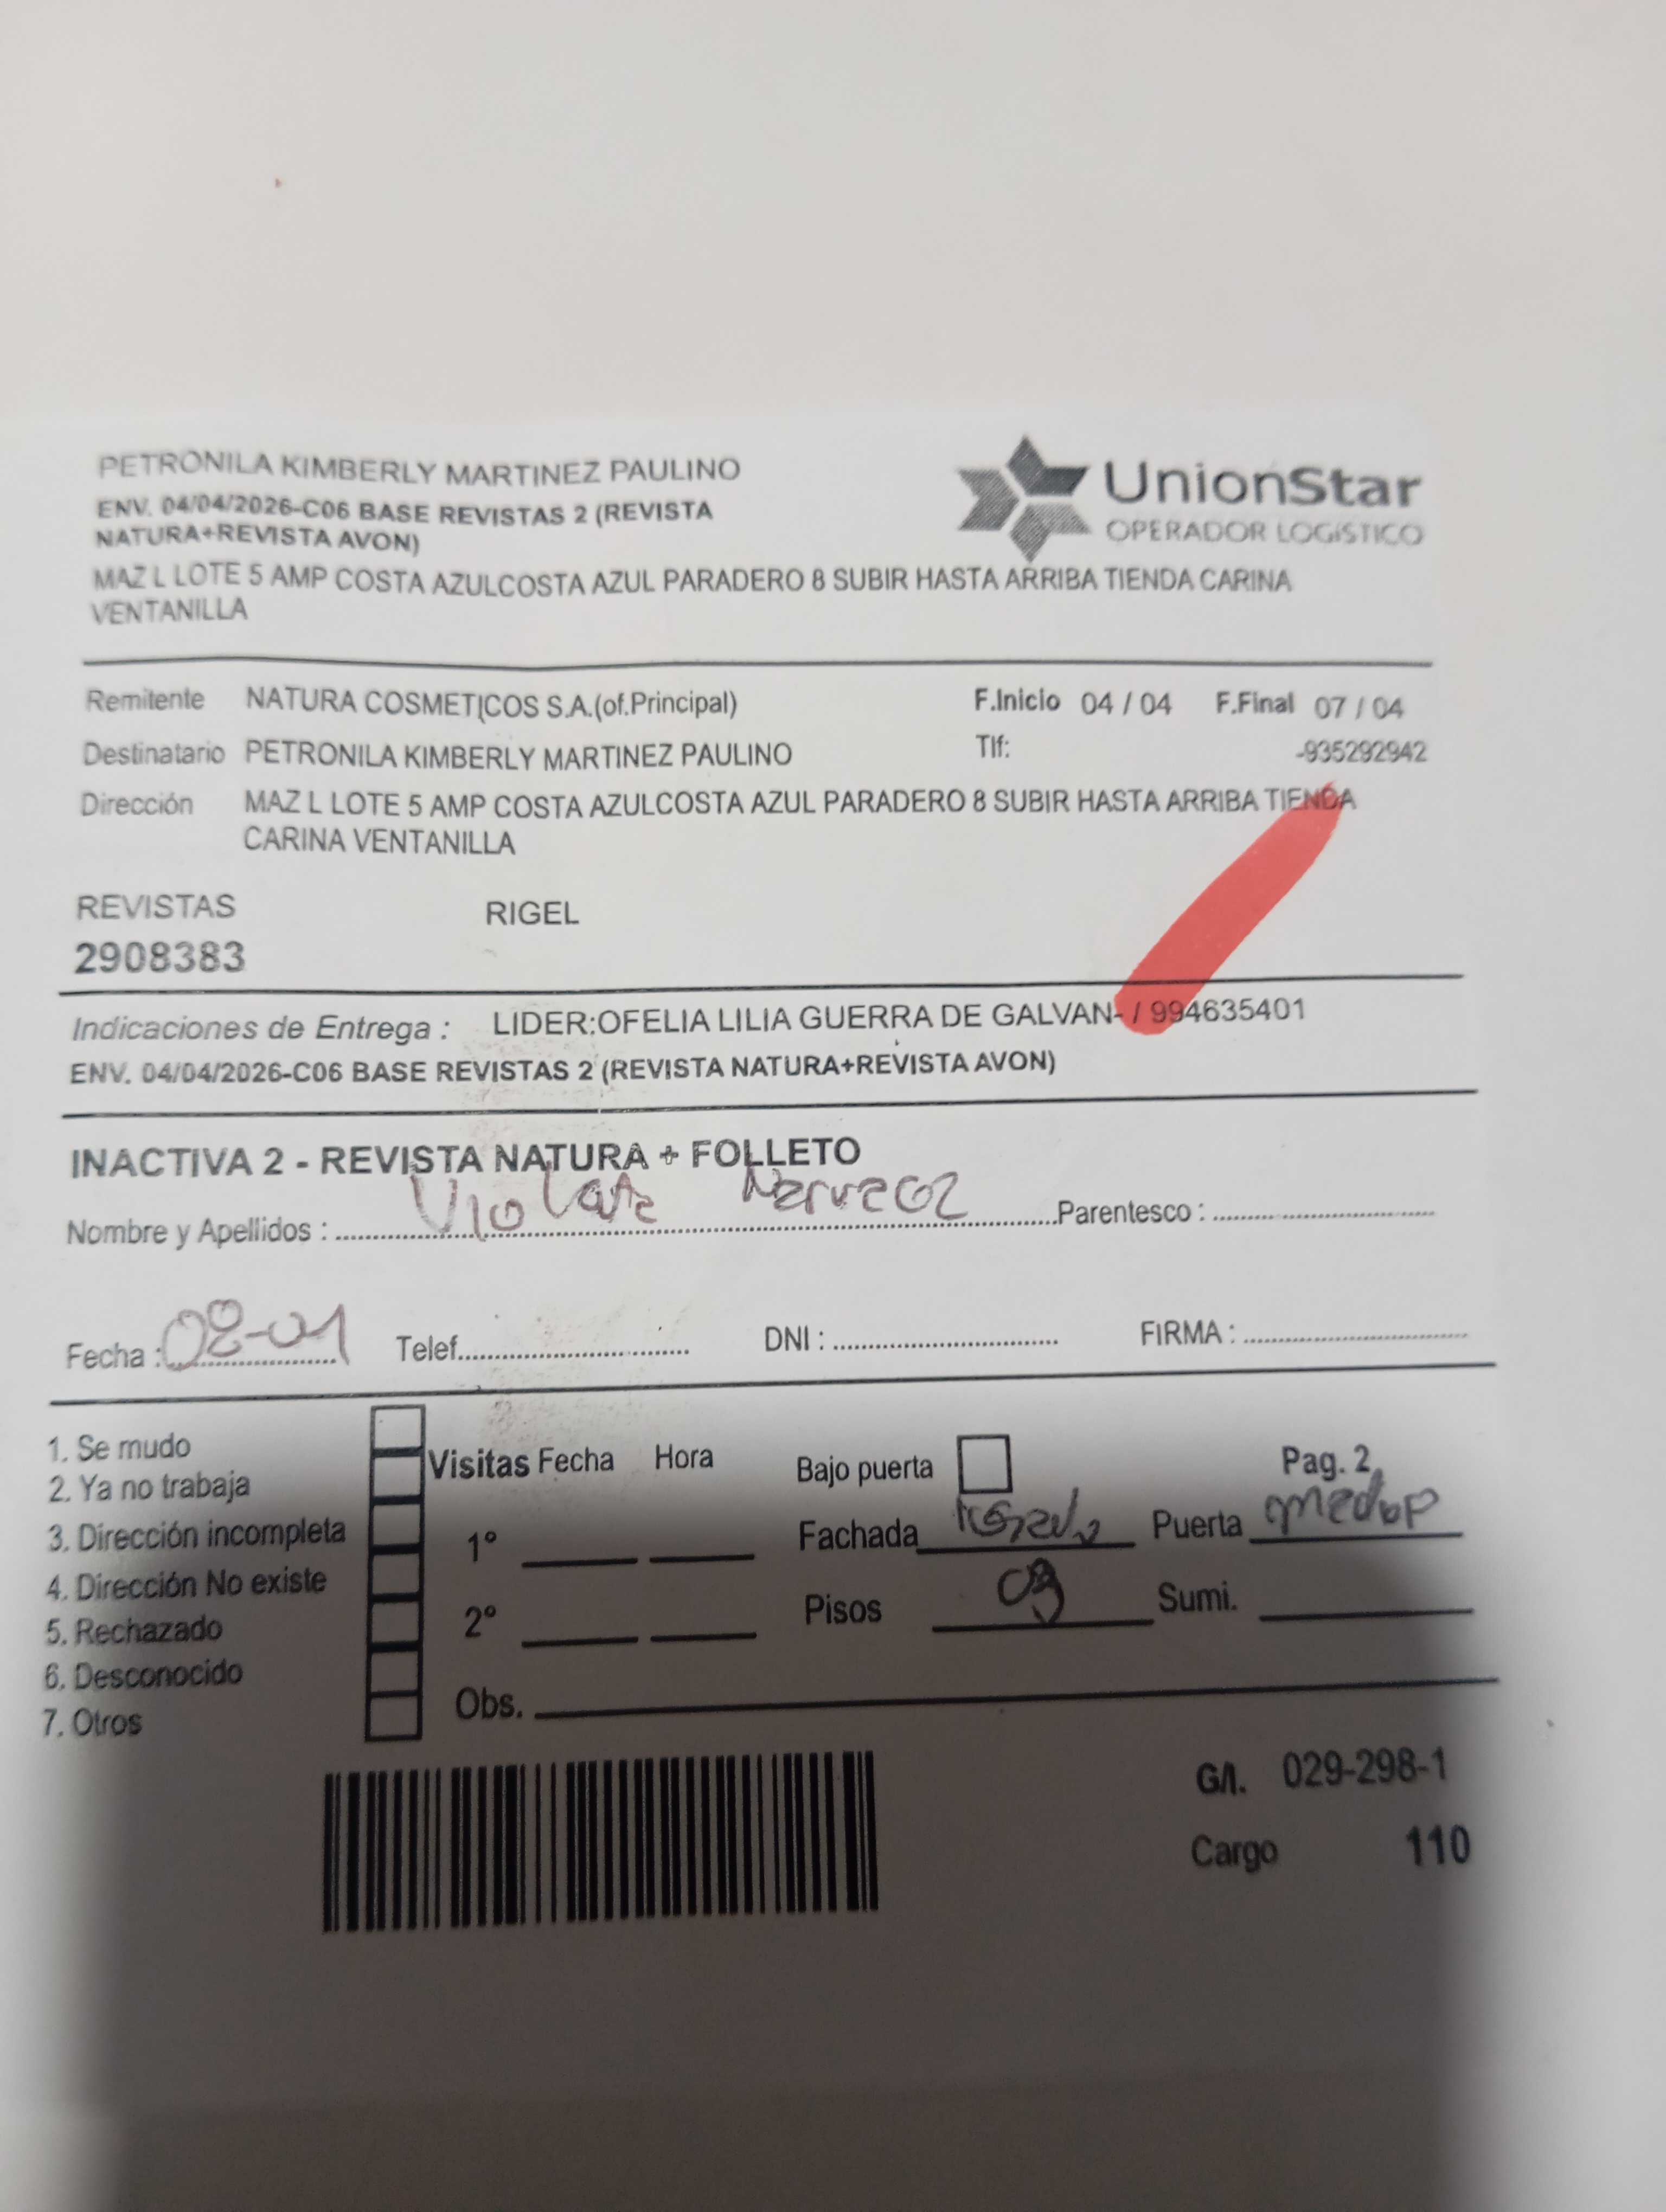 PETRONILA KIMBERLY MARTINEZ PAULINO
ENV. 04/04/2026-C06 BASE REVISTAS 2 (REVISTA
NATURA+REVISTA AVON)
MAZ L LOTE 5 AMP COSTA AZULCOSTA AZUL PARADERO 8 SUBIR HASTA ARRIBA TIENDA CARINA
VENTANILLA
UnionStar
OPERADOR LOGÍSTICO
Remitente NATURA COSMETICOS S.A.(of.Principal) F.Inicio 04 / 04 F.Final 07 / 04
Destinatario PETRONILA KIMBERLY MARTINEZ PAULINO Tlf: -935292942
Dirección MAZ L LOTE 5 AMP COSTA AZULCOSTA AZUL PARADERO 8 SUBIR HASTA ARRIBA TIENDA
CARINA VENTANILLA
REVISTAS RIGEL
2908383
Indicaciones de Entrega : LIDER:OFELIA LILIA GUERRA DE GALVAN- / 994635401
ENV. 04/04/2026-C06 BASE REVISTAS 2 (REVISTA NATURA+REVISTA AVON)
INACTIVA 2 - REVISTA NATURA + FOLLETO
Nombre y Apellidos : Parentesco :
Fecha : Telef. DNI : FIRMA :
1. Se mudo
2. Ya no trabaja
3. Dirección incompleta
4. Dirección No existe
5. Rechazado
6. Desconocido
7. Otros
Visitas Fecha Hora
1°
2°
Obs.
Bajo puerta Pag. 2
Fachada Puerta
Pisos Sumi.
G/I. 029-298-1
Cargo 110